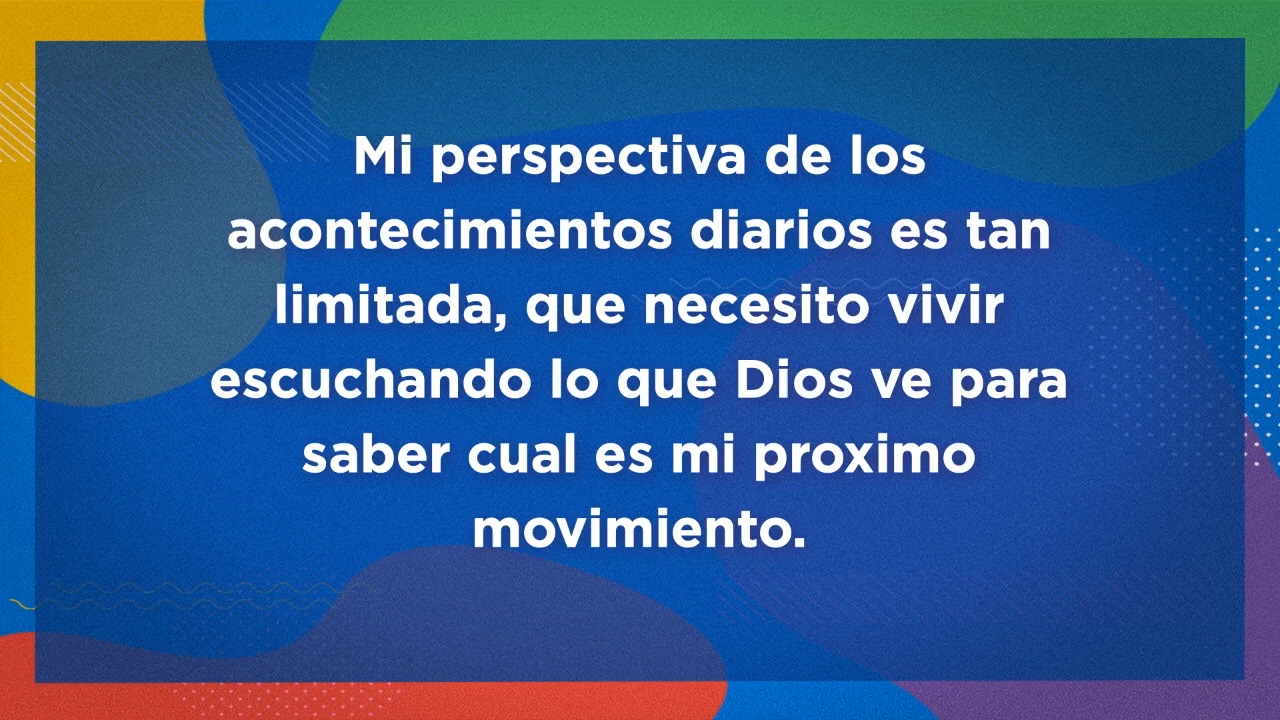 Mi perspectiva de los
acontecimientos diarios es tan
limitada, que necesito vivir
escuchando lo que Dios ve para
saber cual es mi proximo
movimiento.